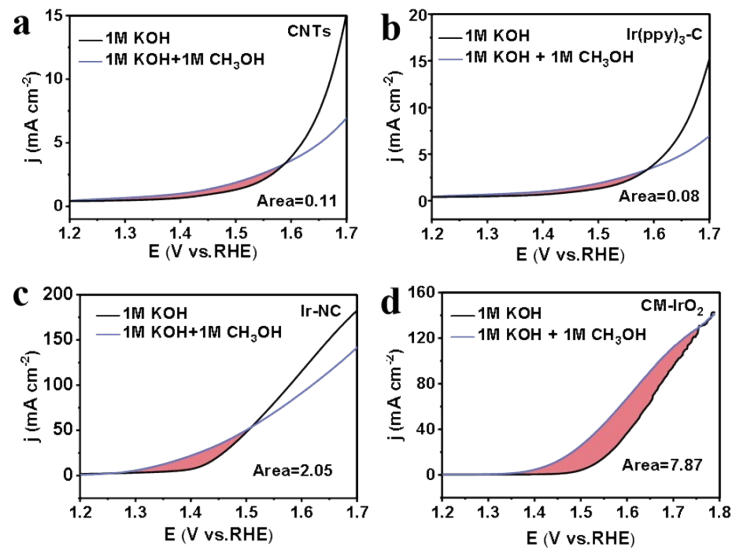 a
CNTs
1M KOH
1M KOH+1M CH₃OH
Area=0.11
j (mA cm⁻²)
15
10
5
0
1.2 1.3 1.4 1.5 1.6 1.7
E (V vs.RHE)
b
Ir(ppy)₃-C
1M KOH
1M KOH + 1M CH₃OH
Area=0.08
j (mA cm⁻²)
20
15
10
5
0
1.2 1.3 1.4 1.5 1.6 1.7
E (V vs.RHE)
c
Ir-NC
1M KOH
1M KOH+1M CH₃OH
Area=2.05
j (mA cm⁻²)
200
150
100
50
0
1.2 1.3 1.4 1.5 1.6 1.7
E (V vs.RHE)
d
CM-IrO₂
1M KOH
1M KOH + 1M CH₃OH
Area=7.87
j (mA cm⁻²)
160
120
80
40
0
1.2 1.3 1.4 1.5 1.6 1.7 1.8
E (V vs.RHE)